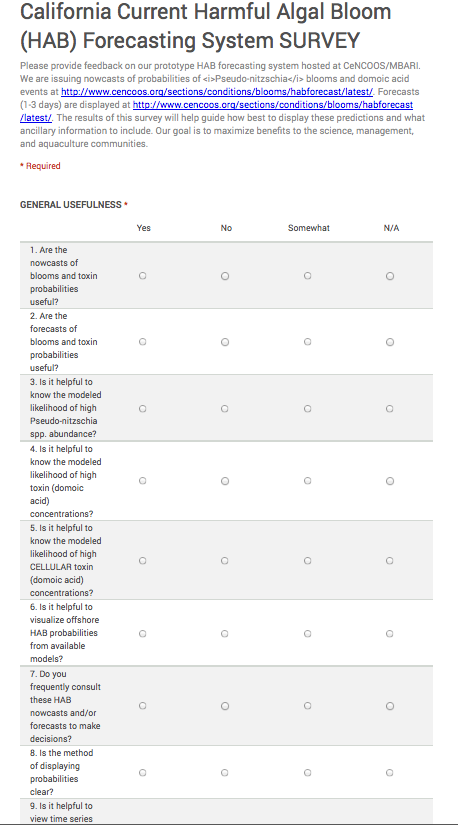 California Current Harmful Algal Bloom
(HAB) Forecasting System SURVEY
Please provide feedback on our prototype HAB forecasting system hosted at CeNCOOS/MBARI.
We are issuing nowcasts of probabilities of <i>Pseudo-nitzschia</i> blooms and domoic acid
events at http://www.cencoos.org/sections/conditions/blooms/habforecast/latest/. Forecasts
(1-3 days) are displayed at http://www.cencoos.org/sections/conditions/blooms/habforecast
/latest/. The results of this survey will help guide how best to display these predictions and what
ancillary information to include. Our goal is to maximize benefits to the science, management,
and aquaculture communities.
* Required
GENERAL USEFULNESS *
Yes No Somewhat N/A
1. Are the
nowcasts of
blooms and toxin
probabilities
useful?
2. Are the
forecasts of
blooms and toxin
probabilities
useful?
3. Is it helpful to
know the modeled
likelihood of high
Pseudo-nitzschia
spp. abundance?
4. Is it helpful to
know the modeled
likelihood of high
toxin (domoic
acid)
concentrations?
5. Is it helpful to
know the modeled
likelihood of high
CELLULAR toxin
(domoic acid)
concentrations?
6. Is it helpful to
visualize offshore
HAB probabilities
from available
models?
7. Do you
frequently consult
these HAB
nowcasts and/or
forecasts to make
decisions?
8. Is the method
of displaying
probabilities
clear?
9. Is it helpful to
view time series